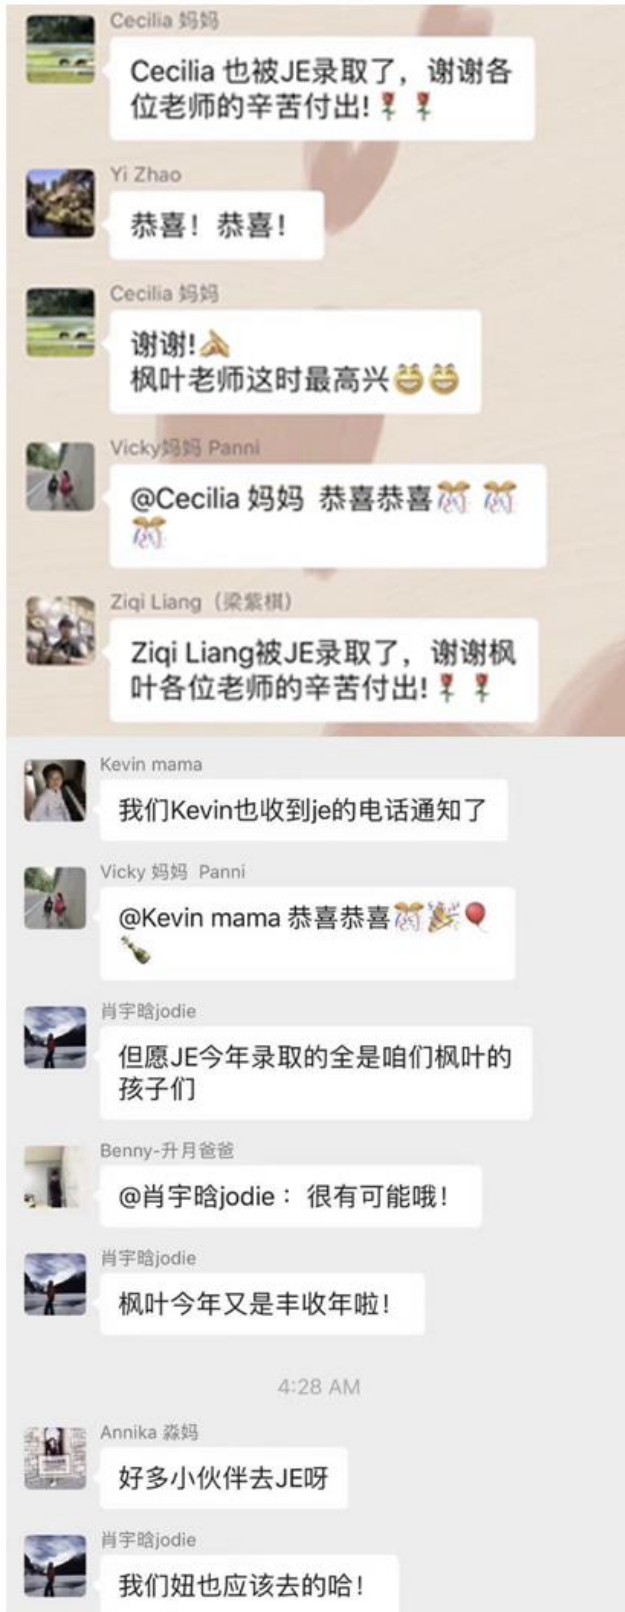 Cecilia 妈妈
Cecilia 也被JE录取了，谢谢各
位老师的辛苦付出!🌹🌹
Yi Zhao
恭喜！恭喜！
Cecilia 妈妈
谢谢!🙏
枫叶老师这时最高兴😁😁
Vicky妈妈 Panni
@Cecilia 妈妈 恭喜恭喜🎊🎊
🎊
Ziqi Liang（梁紫棋）
Ziqi Liang被JE录取了，谢谢枫
叶各位老师的辛苦付出!🌹🌹
Kevin mama
我们Kevin也收到je的电话通知了
Vicky 妈妈 Panni
@Kevin mama 恭喜恭喜🎊🎉🎈
🍾
肖宇晗jodie
但愿JE今年录取的全是咱们枫叶的
孩子们
Benny-升月爸爸
@肖宇晗jodie：很有可能哦！
肖宇晗jodie
枫叶今年又是丰收年啦！
4:28 AM
Annika 淼妈
好多小伙伴去JE呀
肖宇晗jodie
我们妞也应该去的哈！